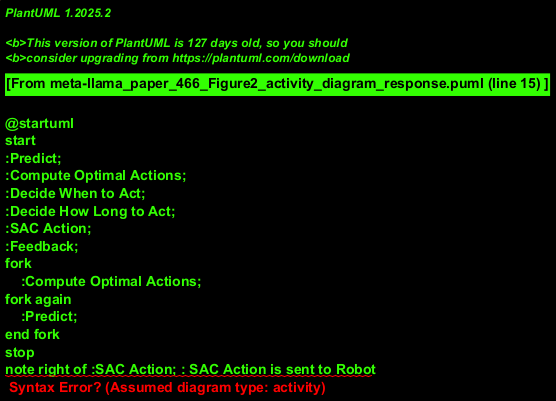 PlantUML 1.2025.2
<b>This version of PlantUML is 127 days old, so you should
<b>consider upgrading from https://plantuml.com/download
[From meta-llama_paper_466_Figure2_activity_diagram_response.puml (line 15) ]
@startuml
start
:Predict;
:Compute Optimal Actions;
:Decide When to Act;
:Decide How Long to Act;
:SAC Action;
:Feedback;
fork
    :Compute Optimal Actions;
fork again
    :Predict;
end fork
stop
note right of :SAC Action; : SAC Action is sent to Robot
Syntax Error? (Assumed diagram type: activity)